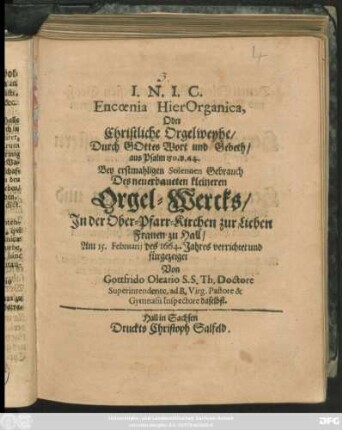 4
3.
I. N. I. C.
Encœnia HierOrganica,
Oder
Christliche Orgelweyhe/
Durch GOttes Wort und Gebeth/
Bey erstmahligen Solennen Gebrauch
Des neuerbaueten kleineren
Orgel-Wercks/
In der Ober-Pfarr-Kirchen zur Lieben
Frauen zu Hall/
Am 15. Februarij des 1664. Jahres verrichtet und
fürgezeiget
Von
Gottfrido Oleario S.S. Th. Doctore
Superintendente, ad B. Virg. Pastore &
Gymnasii Inspectore daselbst.
Hall in Sachsen
Druckts Christoph Salfeld.
DFG